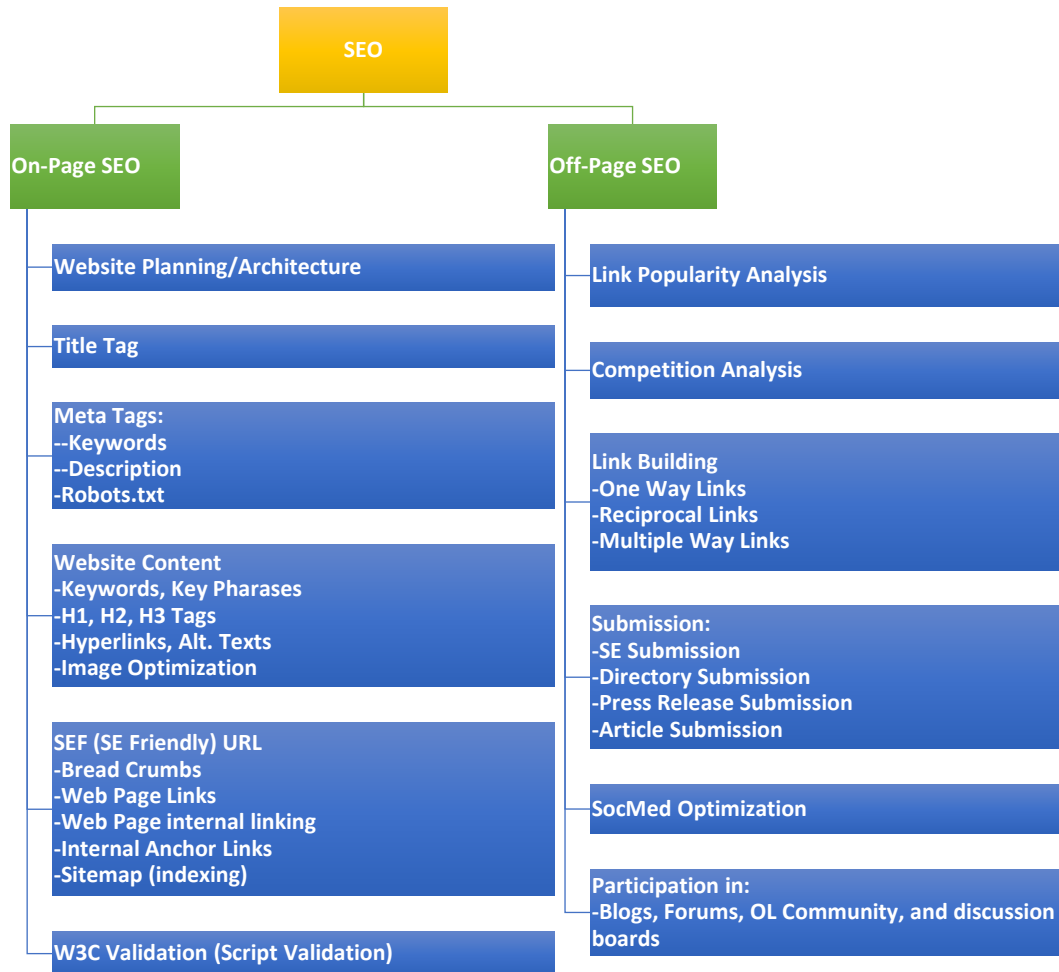 SEO
On-Page SEO
Website Planning/Architecture
Title Tag
Meta Tags:
--Keywords
--Description
-Robots.txt
Website Content
-Keywords, Key Pharases
-H1, H2, H3 Tags
-Hyperlinks, Alt. Texts
-Image Optimization
SEF (SE Friendly) URL
-Bread Crumbs
-Web Page Links
-Web Page internal linking
-Internal Anchor Links
-Sitemap (indexing)
W3C Validation (Script Validation)
Off-Page SEO
Link Popularity Analysis
Competition Analysis
Link Building
-One Way Links
-Reciprocal Links
-Multiple Way Links
Submission:
-SE Submission
-Directory Submission
-Press Release Submission
-Article Submission
SocMed Optimization
Participation in:
-Blogs, Forums, OL Community, and discussion
boards